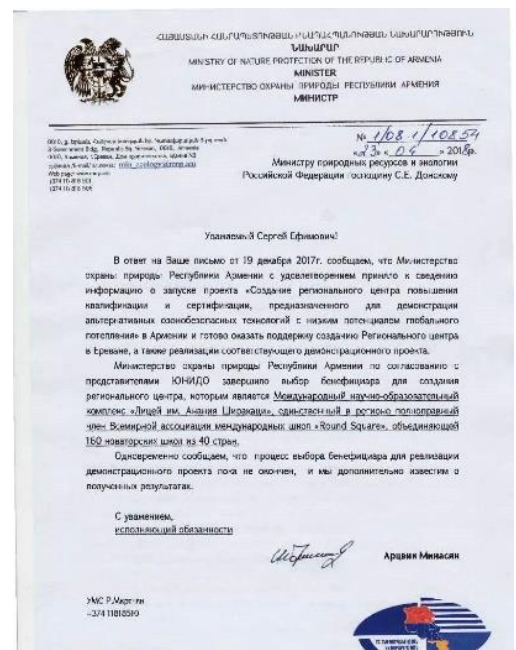 ՀԱՅԱՍՏԱՆԻ ՀԱՆՐԱՊԵՏՈՒԹՅԱՆ ԲՆԱՊԱՀՊԱՆՈՒԹՅԱՆ ՆԱԽԱՐԱՐՈՒԹՅՈՒՆ
ՆԱԽԱՐԱՐ
MINISTRY OF NATURE PROTECTION OF THE REPUBLIC OF ARMENIA
MINISTER
МИНИСТЕРСТВО ОХРАНЫ ПРИРОДЫ РЕСПУБЛИКИ АРМЕНИЯ
МИНИСТР
№ 1/08.1/10854
«23» « 04 » 2018г.
Министру природных ресурсов и экологии
Российской Федерации господину С.Е. Донскому
Уважаемый Сергей Ефимович!
В ответ на Ваше письмо от 19 декабря 2017г. сообщаем, что Министерство
охраны природы Республики Армении с удовлетворением приняло к сведению
информацию о запуске проекта «Создание регионального центра повышения
квалификации и сертификации, предназначенного для демонстрации
альтернативных озонобезопасных технологий с низким потенциалом глобального
потепления» в Армении и готово оказать поддержку созданию Регионального центра
в Ереване, а также реализации соответствующего демонстрационного проекта.
Министерство охраны природы Республики Армении по согласованию с
представителями ЮНИДО завершило выбор бенефициара для создания
регионального центра, которым является Международный научно-образовательный
комплекс «Лицей им. Анания Ширакаци», единственный в регионе полноправный
член Всемирной ассоциации международных школ «Round Square», объединяющей
160 новаторских школ из 40 стран.
Одновременно сообщаем, что процесс выбора бенефициара для реализации
демонстрационного проекта пока не окончен, и мы дополнительно известим о
полученных результатах.
С уважением,
исполняющий обязанности
Арцвик Минасян
УМС Р.